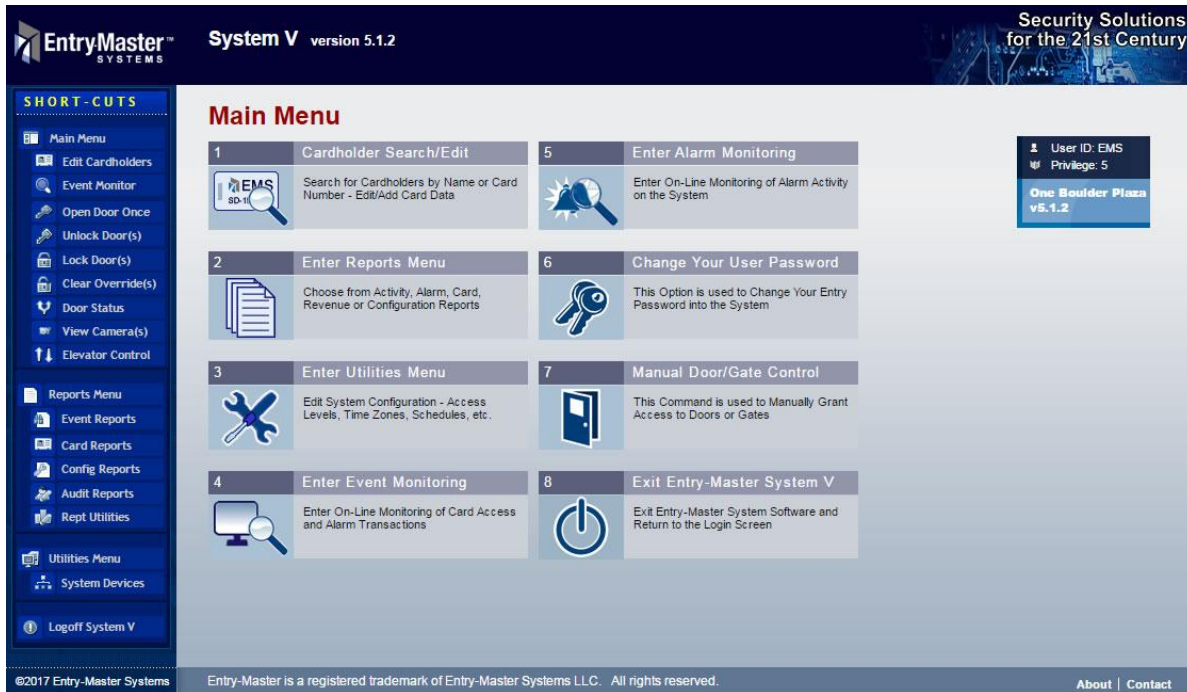 EntryMaster™
SYSTEMS
System V version 5.1.2
Security Solutions
for the 21st Century
SHORT-CUTS
Main Menu
Edit Cardholders
Event Monitor
Open Door Once
Unlock Door(s)
Lock Door(s)
Clear Override(s)
Door Status
View Camera(s)
Elevator Control
Reports Menu
Event Reports
Card Reports
Config Reports
Audit Reports
Rept Utilities
Utilities Menu
System Devices
Logoff System V
©2017 Entry-Master Systems
Main Menu
1 Cardholder Search/Edit
EMS
Search for Cardholders by Name or Card
Number - Edit/Add Card Data
2 Enter Reports Menu
Choose from Activity, Alarm, Card,
Revenue or Configuration Reports
3 Enter Utilities Menu
Edit System Configuration - Access
Levels, Time Zones, Schedules, etc.
4 Enter Event Monitoring
Enter On-Line Monitoring of Card Access
and Alarm Transactions
5 Enter Alarm Monitoring
Enter On-Line Monitoring of Alarm Activity
on the System
6 Change Your User Password
This Option is used to Change Your Entry
Password into the System
7 Manual Door/Gate Control
This Command is used to Manually Grant
Access to Doors or Gates
8 Exit Entry-Master System V
Exit Entry-Master System Software and
Return to the Login Screen
User ID: EMS
Privilege: 5
One Boulder Plaza
v5.1.2
Entry-Master is a registered trademark of Entry-Master Systems LLC. All rights reserved.
About | Contact